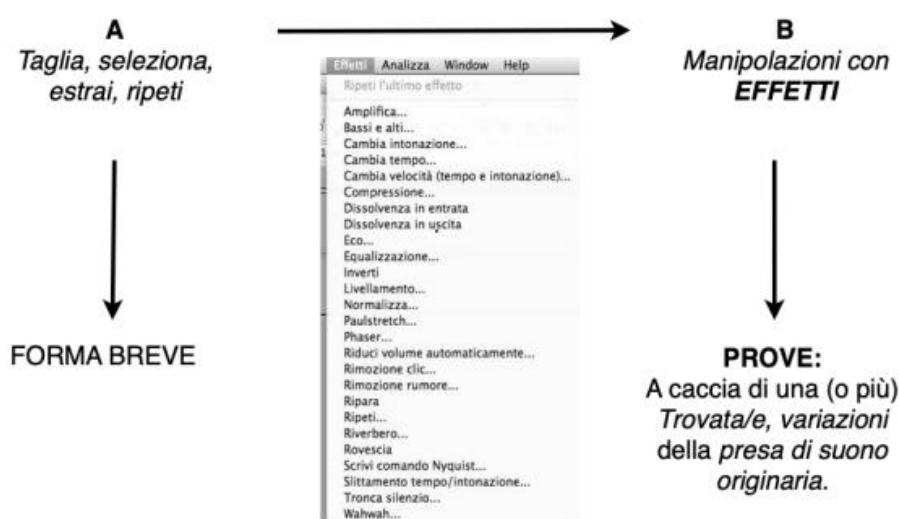 A
Taglia, seleziona,
estrai, ripeti
B
Manipolazioni con
EFFETTI
Effetti Analizza Window Help
Ripeti l'ultimo effetto
Amplifica...
Bassi e alti...
Cambia intonazione...
Cambia tempo...
Cambia velocità (tempo e intonazione)...
Compressione...
Dissolvenza in entrata
Dissolvenza in uscita
Eco...
Equalizzazione...
Inverti
Livellamento...
Normalizza...
Paulstretch...
Phaser...
Riduci volume automaticamente...
Rimozione clic...
Rimozione rumore...
Ripara
Ripeti...
Riverbero...
Rovescia
Scrivi comando Nyquist...
Slittamento tempo/intonazione...
Tronca silenzio...
Wahwah...
FORMA BREVE
PROVE:
A caccia di una (o più)
Trovata/e, variazioni
della presa di suono
originaria.